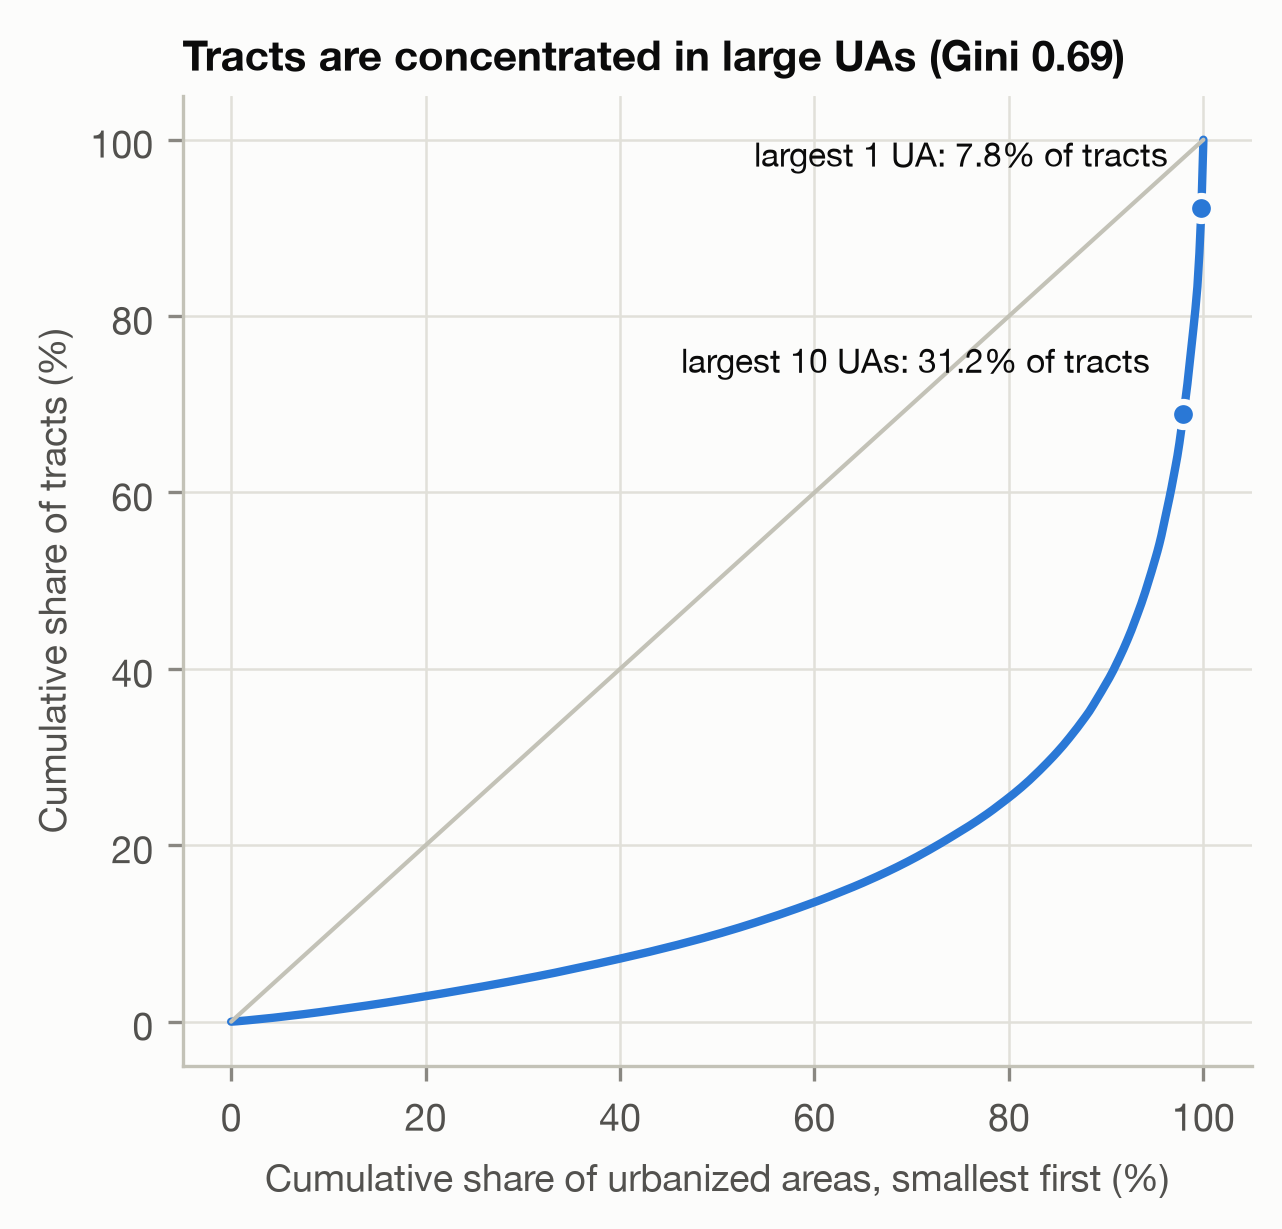 Tracts are concentrated in large UAs (Gini 0.69)
100
80
60
40
20
0
Cumulative share of tracts (%)
largest 1 UA: 7.8% of tracts
largest 10 UAs: 31.2% of tracts
0 20 40 60 80 100
Cumulative share of urbanized areas, smallest first (%)